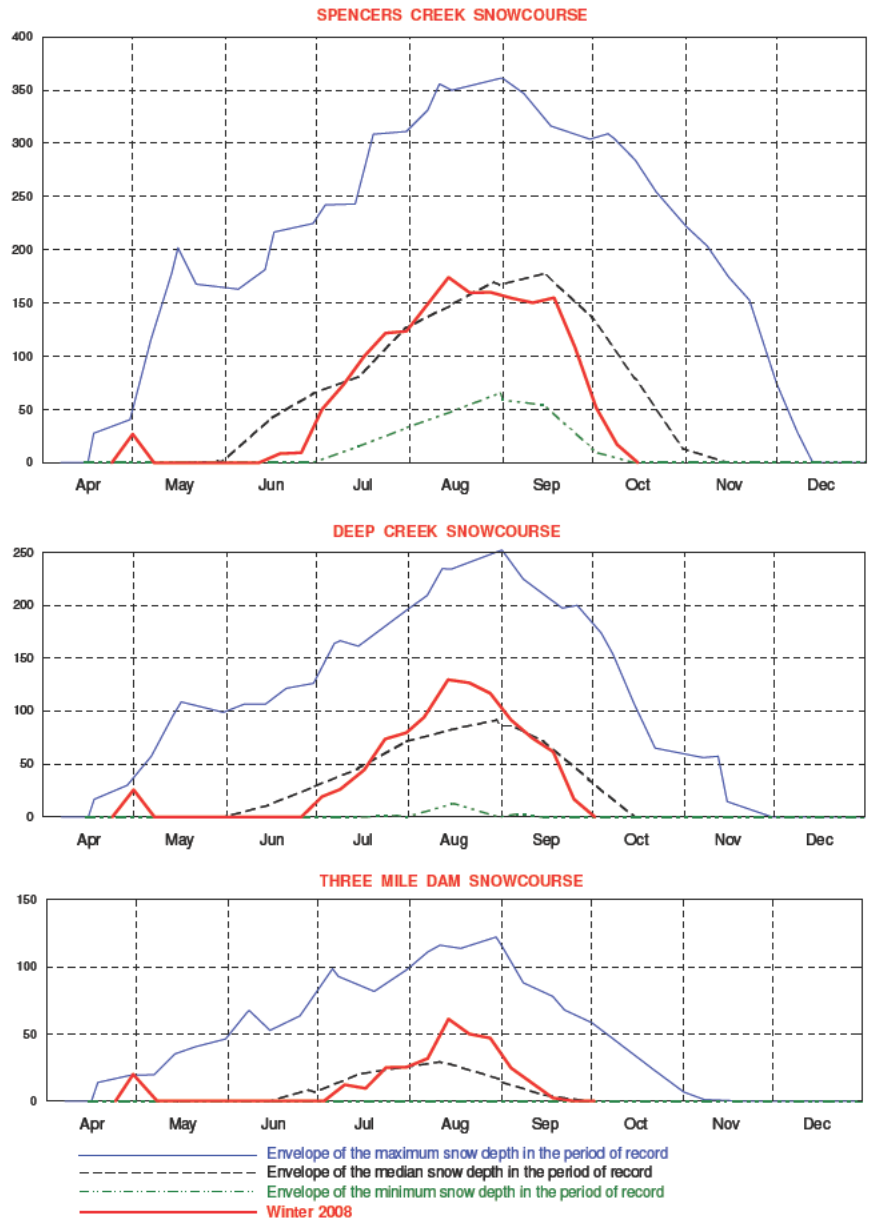 SPENCERS CREEK SNOWCOURSE
400
350
300
250
200
150
100
50
0
Apr May Jun Jul Aug Sep Oct Nov Dec
DEEP CREEK SNOWCOURSE
250
200
150
100
50
0
Apr May Jun Jul Aug Sep Oct Nov Dec
THREE MILE DAM SNOWCOURSE
150
100
50
0
Apr May Jun Jul Aug Sep Oct Nov Dec
Envelope of the maximum snow depth in the period of record
Envelope of the median snow depth in the period of record
Envelope of the minimum snow depth in the period of record
Winter 2008